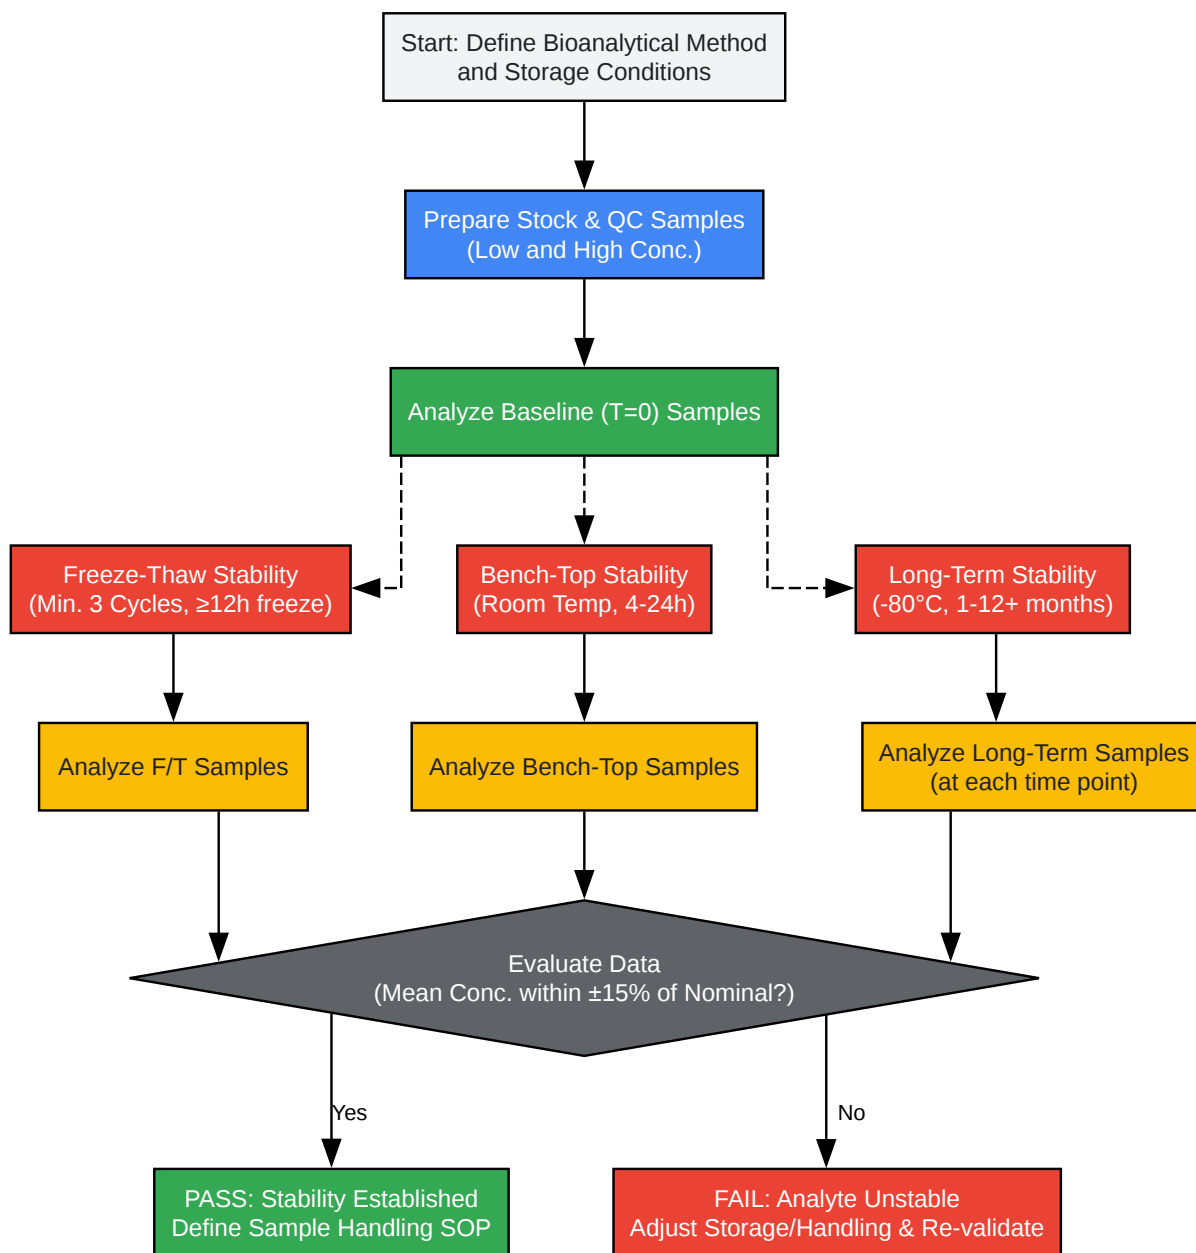 Start: Define Bioanalytical Method
and Storage Conditions
Prepare Stock & QC Samples
(Low and High Conc.)
Analyze Baseline (T=0) Samples
Freeze-Thaw Stability
(Min. 3 Cycles, ≥12h freeze)
Bench-Top Stability
(Room Temp, 4-24h)
Long-Term Stability
(-80°C, 1-12+ months)
Analyze F/T Samples
Analyze Bench-Top Samples
Analyze Long-Term Samples
(at each time point)
Evaluate Data
(Mean Conc. within ±15% of Nominal?)
Yes
No
PASS: Stability Established
Define Sample Handling SOP
FAIL: Analyte Unstable
Adjust Storage/Handling & Re-validate